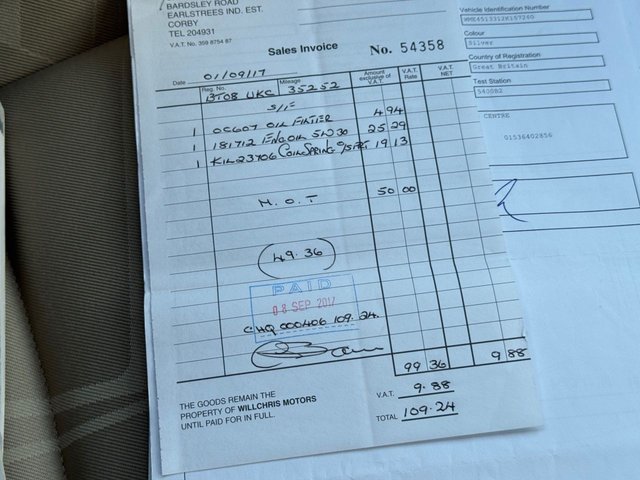 BARDSLEY ROAD
EARLSTREES IND. EST.
CORBY
TEL 204931
V.A.T. No. 359 8754 87
Sales Invoice No. 54358
Date 01/09/17
Reg. No. BT08 UKC Mileage 35252 Amount exclusive of V.A.T. V.A.T. Rate V.A.T. NET
1 OC607 OIL FILTER 4 94
1 181712 ENG OIL 5W30 25 29
1 COIL SPRING 19 13
M.O.T 50 00
(49.36)
PAID
08 SEP 2017
CHQ 000406 109.24
99 36 9 88
THE GOODS REMAIN THE
PROPERTY OF WILLCHRIS MOTORS
UNTIL PAID FOR IN FULL.
V.A.T. 9.88
TOTAL 109.24
Vehicle Identification Number
Colour
Silver
Country of Registration
Great Britain
Test Station
CENTRE
01536402856